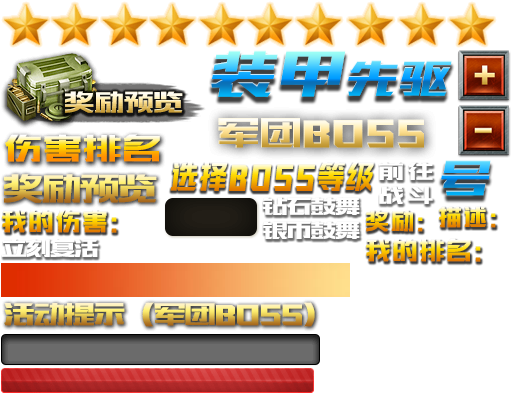 装甲先驱
+
奖励预览
军团BOSS
-
伤害排名
选择BOSS等级
前往
战斗
号
奖励预览
钻石鼓舞
我的伤害：
奖励：
描述：
银币鼓舞
立刻复活
我的排名：
活动提示（军团BOSS）